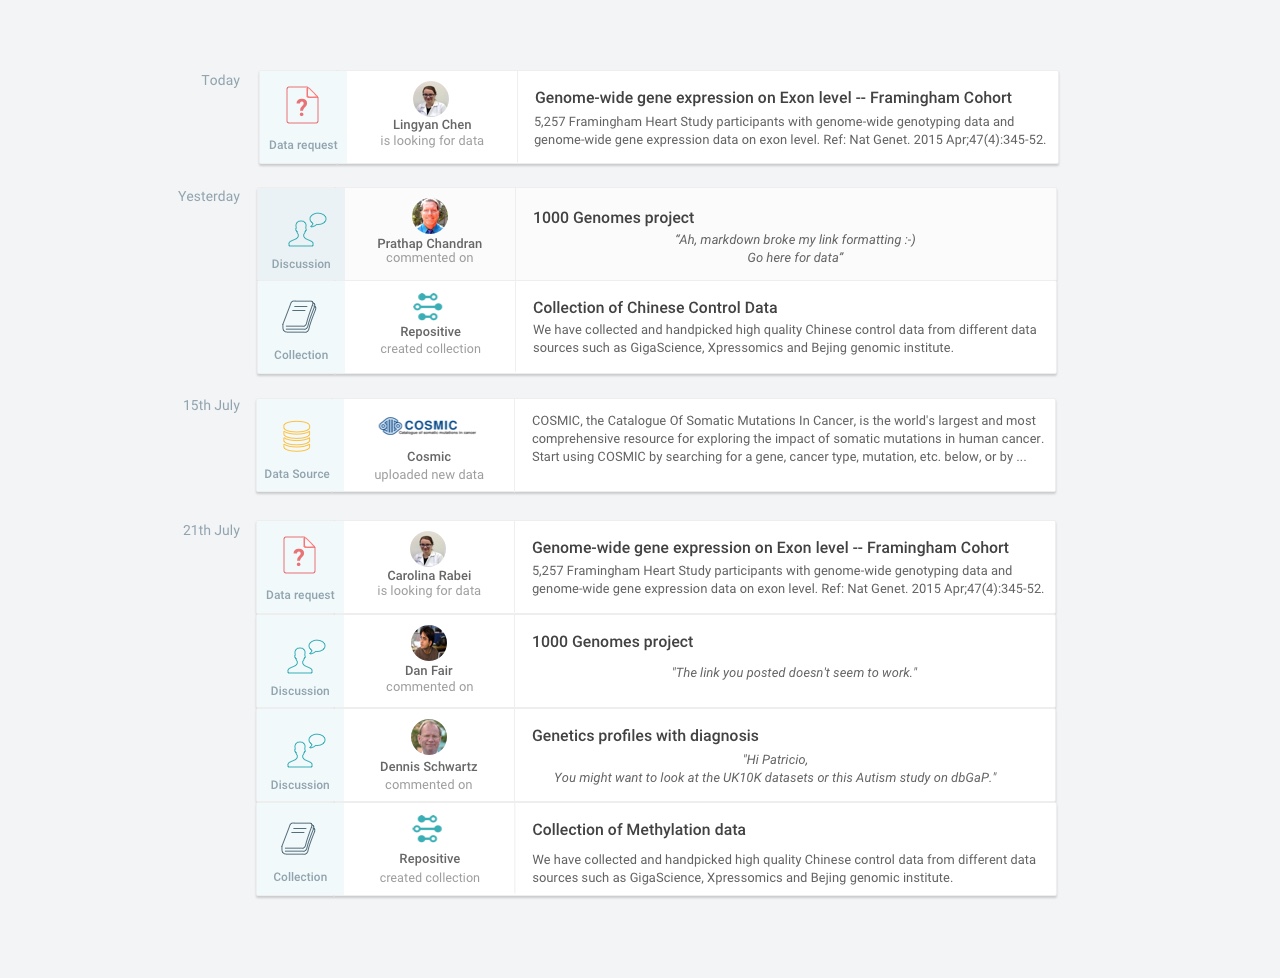 Today
?
Data request
Lingyan Chen
is looking for data
Genome-wide gene expression on Exon level -- Framingham Cohort
5,257 Framingham Heart Study participants with genome-wide genotyping data and
genome-wide gene expression data on exon level. Ref: Nat Genet. 2015 Apr;47(4):345-52.
Yesterday
Discussion
Prathap Chandran
commented on
1000 Genomes project
“Ah, markdown broke my link formatting :-)
Go here for data“
Collection
Repositive
created collection
Collection of Chinese Control Data
We have collected and handpicked high quality Chinese control data from different data
sources such as GigaScience, Xpressomics and Bejing genomic institute.
15th July
Data Source
COSMIC
Catalogue of somatic mutations in cancer
Cosmic
uploaded new data
COSMIC, the Catalogue Of Somatic Mutations In Cancer, is the world's largest and most
comprehensive resource for exploring the impact of somatic mutations in human cancer.
Start using COSMIC by searching for a gene, cancer type, mutation, etc. below, or by ...
21th July
?
Data request
Carolina Rabei
is looking for data
Genome-wide gene expression on Exon level -- Framingham Cohort
5,257 Framingham Heart Study participants with genome-wide genotyping data and
genome-wide gene expression data on exon level. Ref: Nat Genet. 2015 Apr;47(4):345-52.
Discussion
Dan Fair
commented on
1000 Genomes project
"The link you posted doesn't seem to work."
Discussion
Dennis Schwartz
commented on
Genetics profiles with diagnosis
"Hi Patricio,
You might want to look at the UK10K datasets or this Autism study on dbGaP."
Collection
Repositive
created collection
Collection of Methylation data
We have collected and handpicked high quality Chinese control data from different data
sources such as GigaScience, Xpressomics and Bejing genomic institute.